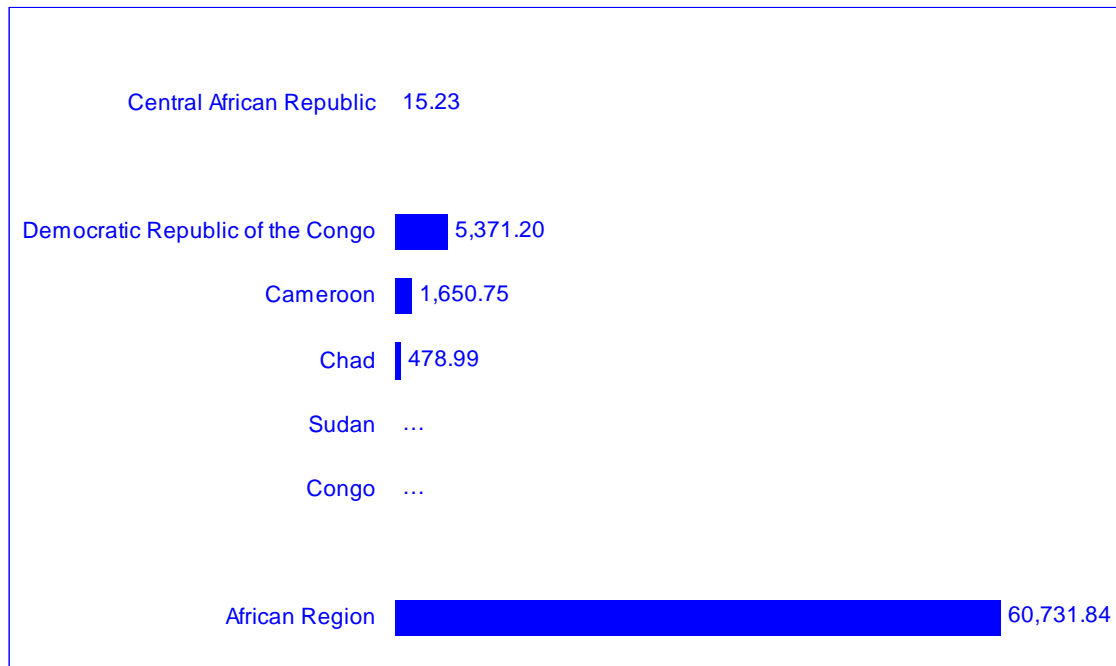 Central African Republic 15.23
Democratic Republic of the Congo 5,371.20
Cameroon 1,650.75
Chad 478.99
Sudan …
Congo …
African Region 60,731.84